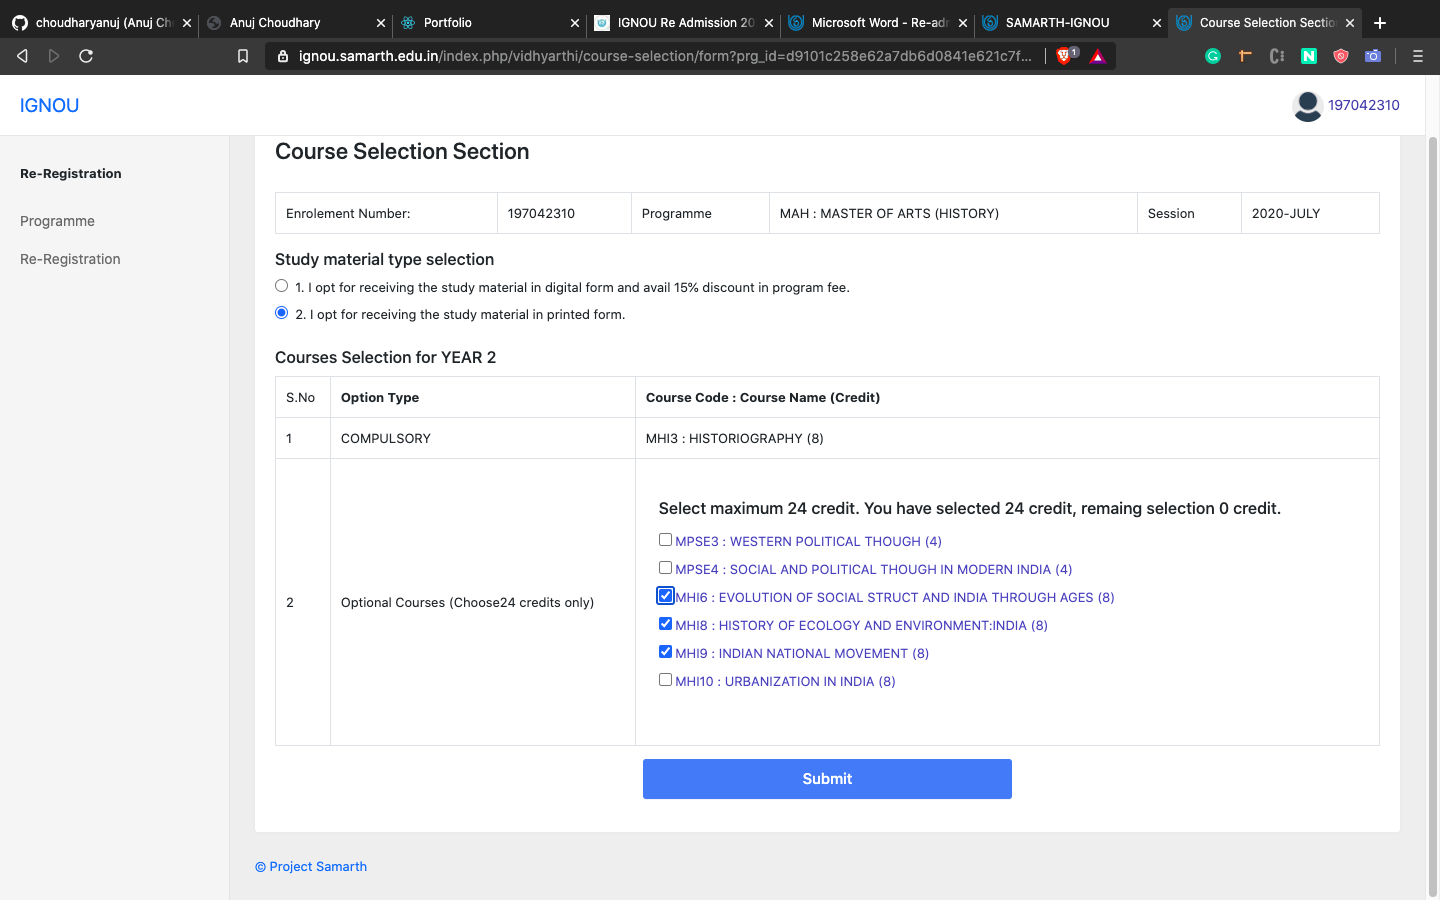 choudharyanuj (Anuj Ch
Anuj Choudhary
Portfolio
IGNOU Re Admission 20
Microsoft Word - Re-adm
SAMARTH-IGNOU
Course Selection Sectio
ignou.samarth.edu.in/index.php/vidhyarthi/course-selection/form?prg_id=d9101c258e62a7db6d0841e621c7f...
1
IGNOU
197042310
Re-Registration
Programme
Re-Registration
Course Selection Section
Enrolement Number: 197042310 Programme MAH : MASTER OF ARTS (HISTORY) Session 2020-JULY
Study material type selection
1. I opt for receiving the study material in digital form and avail 15% discount in program fee.
2. I opt for receiving the study material in printed form.
Courses Selection for YEAR 2
S.No Option Type Course Code : Course Name (Credit)
1 COMPULSORY MHI3 : HISTORIOGRAPHY (8)
2 Optional Courses (Choose24 credits only)
Select maximum 24 credit. You have selected 24 credit, remaing selection 0 credit.
MPSE3 : WESTERN POLITICAL THOUGH (4)
MPSE4 : SOCIAL AND POLITICAL THOUGH IN MODERN INDIA (4)
MHI6 : EVOLUTION OF SOCIAL STRUCT AND INDIA THROUGH AGES (8)
MHI8 : HISTORY OF ECOLOGY AND ENVIRONMENT:INDIA (8)
MHI9 : INDIAN NATIONAL MOVEMENT (8)
MHI10 : URBANIZATION IN INDIA (8)
Submit
© Project Samarth